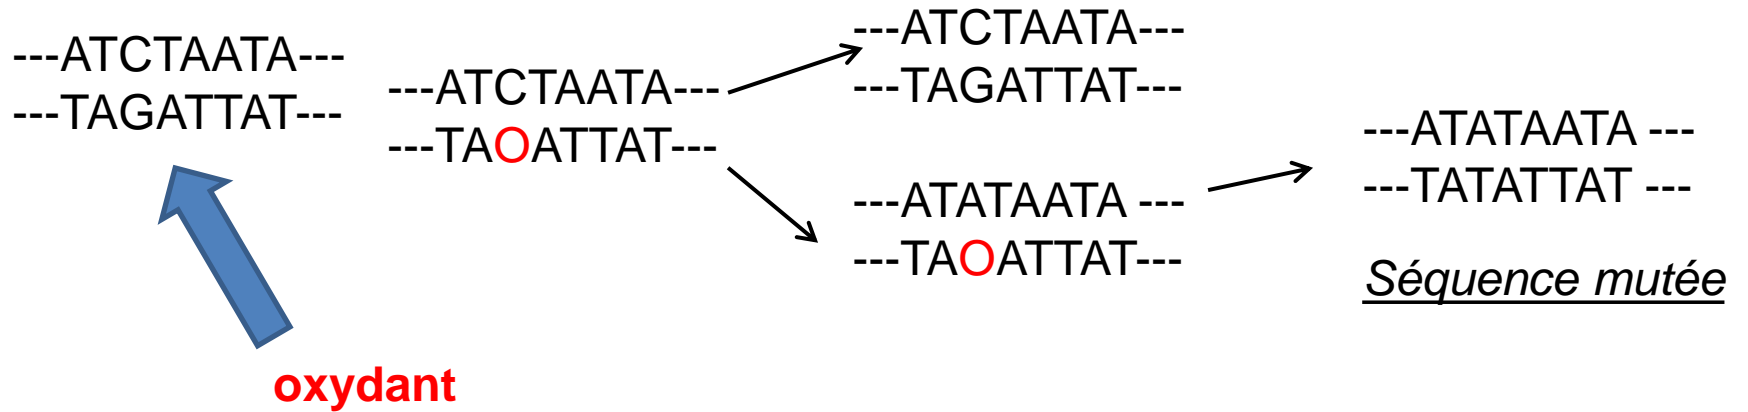 ---ATCTAATA---
---TAGATTAT---
oxydant
---ATCTAATA---
---TAOATTAT---
---ATCTAATA---
---TAGATTAT---
---ATATAATA ---
---TAOATTAT---
---ATATAATA ---
---TATATTAT ---
Séquence mutée